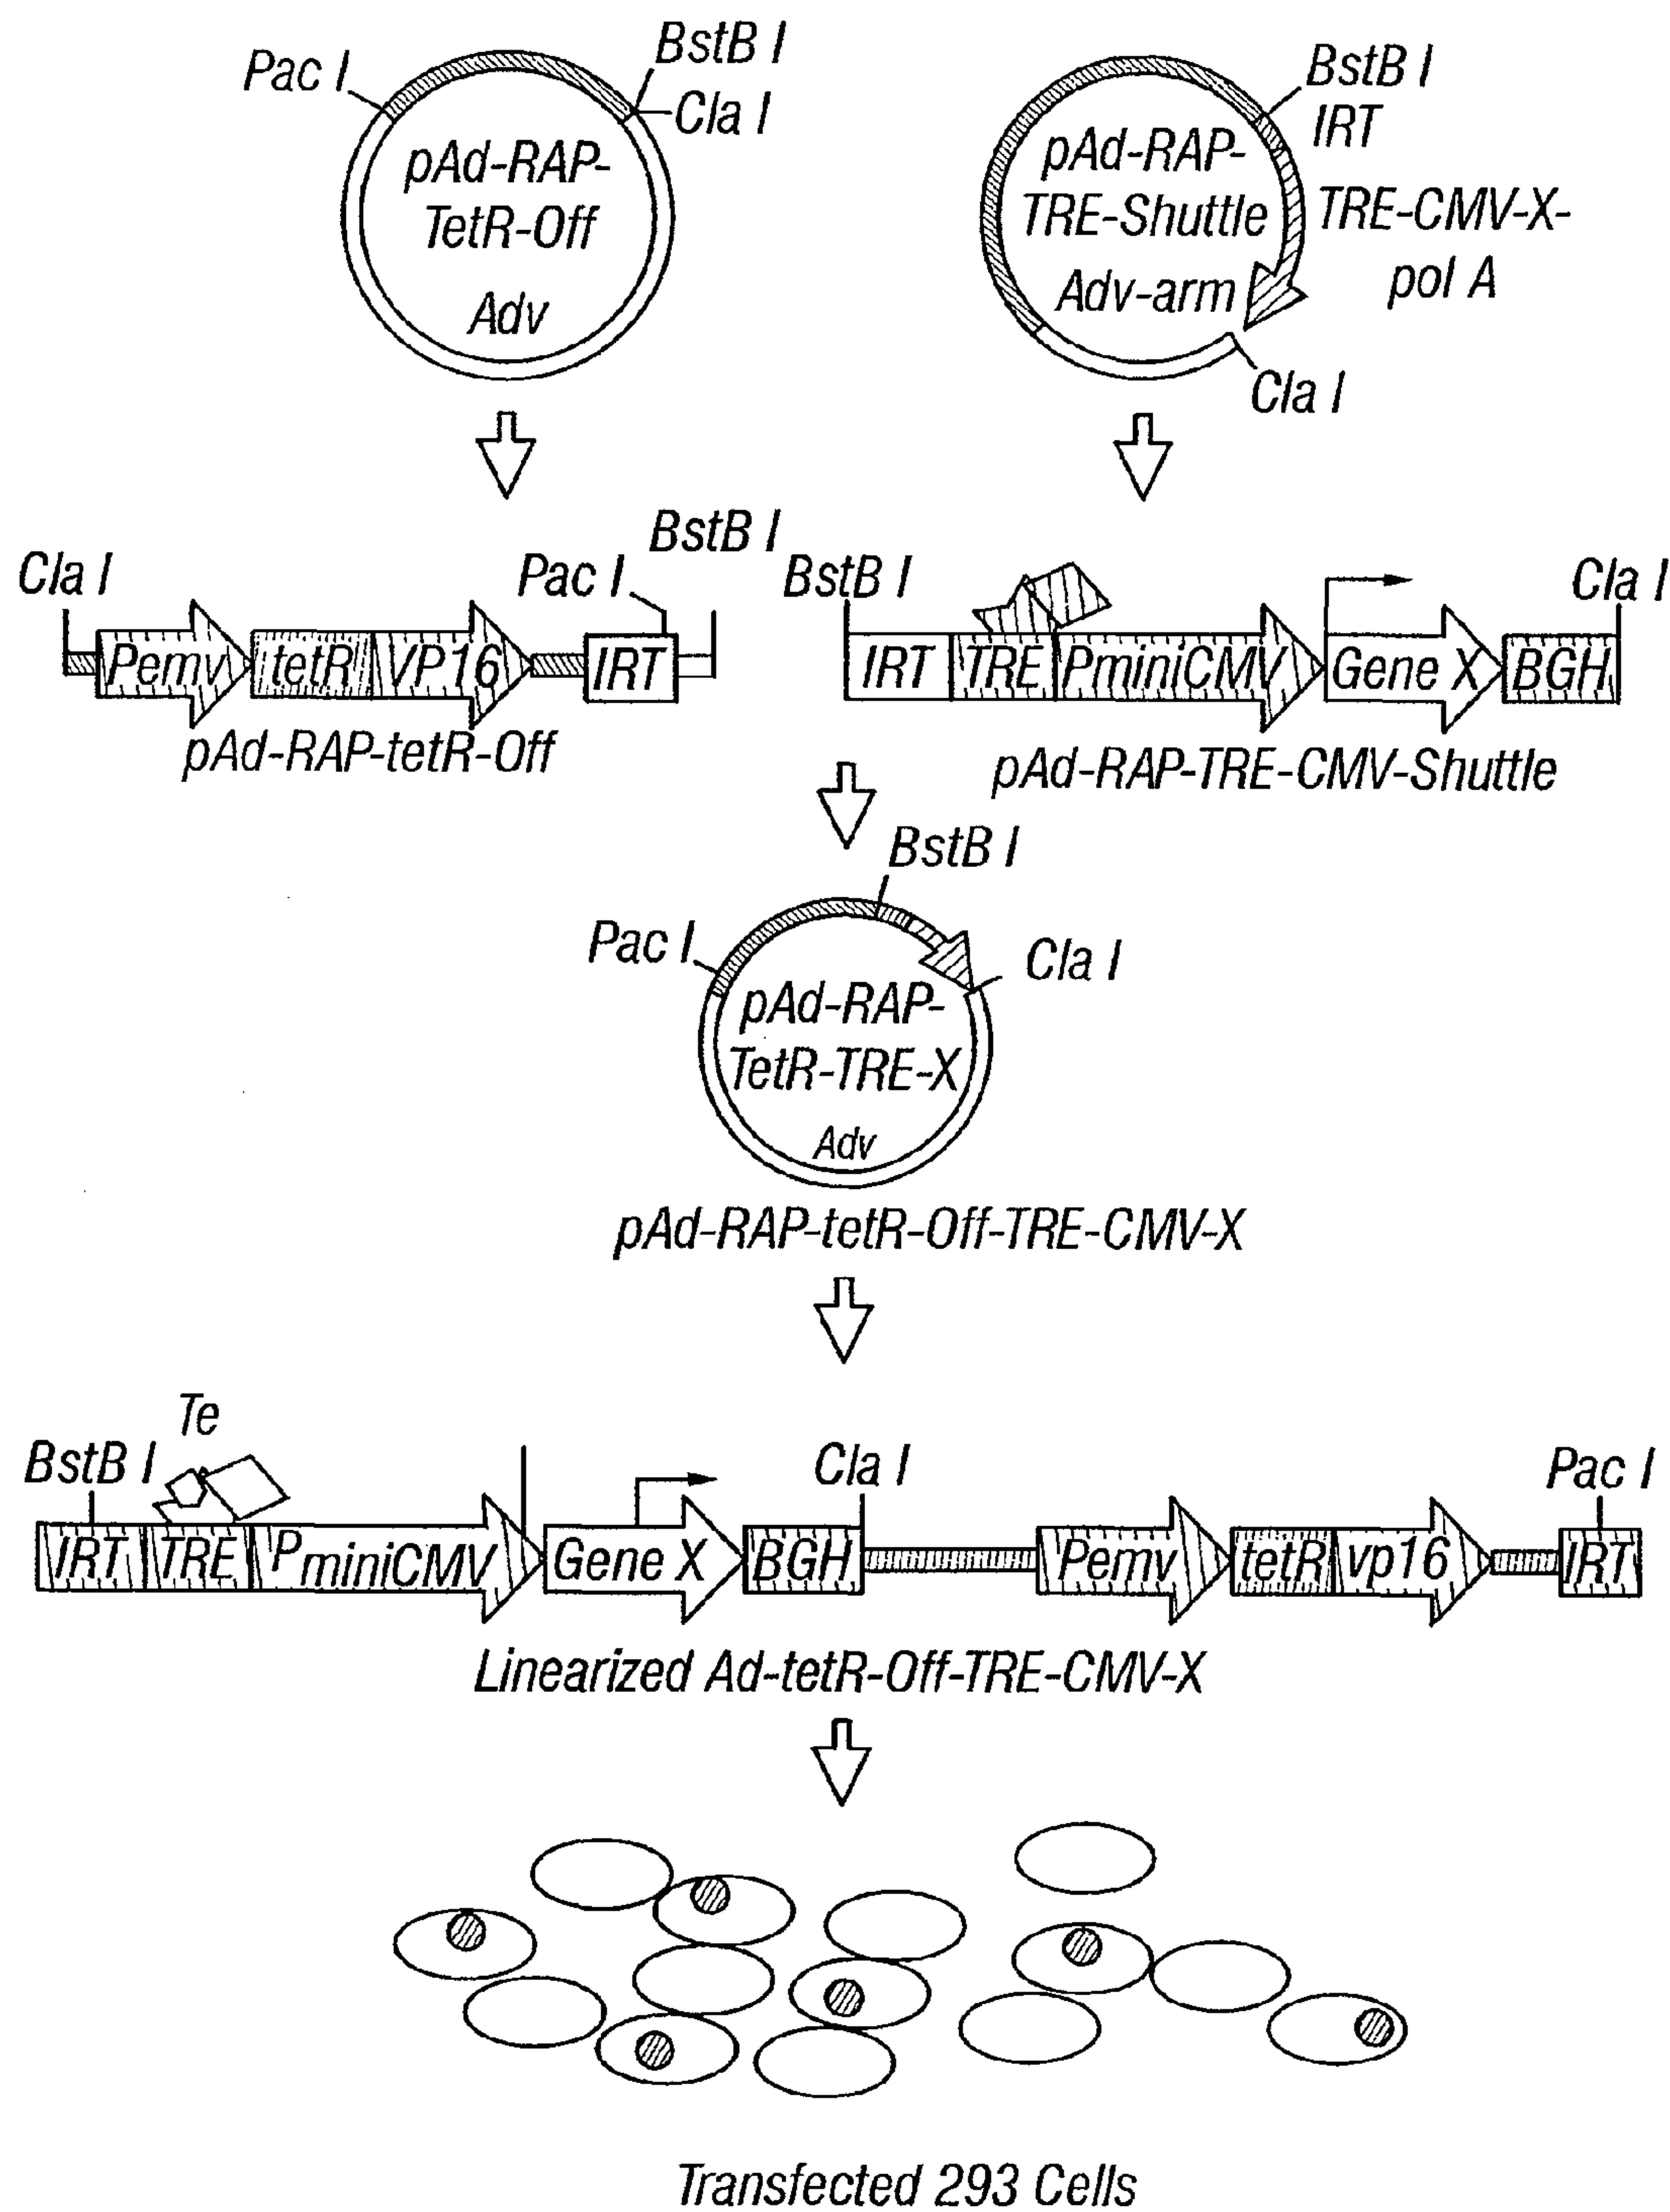 Pac I
BstB I
Cla I
pAd-RAP-
TetR-Off
Adv
BstB I
IRT
pAd-RAP-
TRE-Shuttle
Adv-arm
TRE-CMV-X-
pol A
Cla I
Cla I
Pac I
BstB I
Pemv
tetR
VP16
IRT
pAd-RAP-tetR-Off
BstB I
Cla I
IRT
TRE
PminiCMV
Gene X
BGH
pAd-RAP-TRE-CMV-Shuttle
BstB I
Pac I
Cla I
pAd-RAP-
TetR-TRE-X
Adv
pAd-RAP-tetR-Off-TRE-CMV-X
Te
BstB I
Cla I
Pac I
IRT
TRE
PminiCMV
Gene X
BGH
Pemv
tetR
vp16
IRT
Linearized Ad-tetR-Off-TRE-CMV-X
Transfected 293 Cells